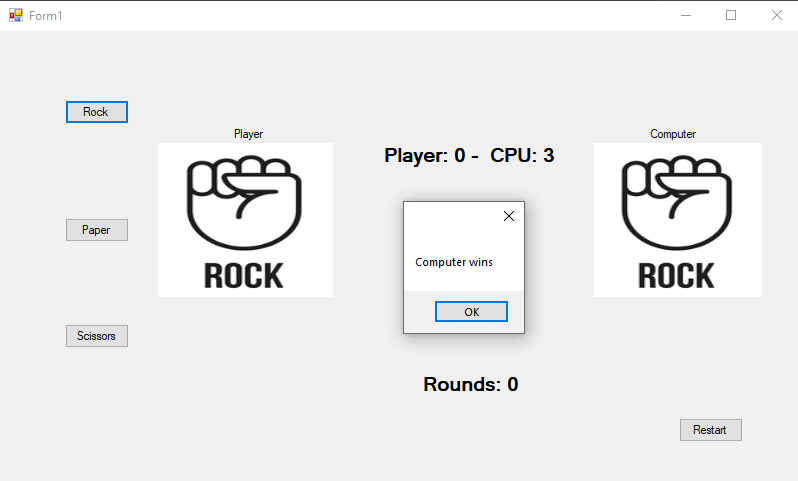 Form1
Rock
Player
Computer
Player: 0 -  CPU: 3
ROCK
ROCK
Paper
Computer wins
OK
Scissors
Rounds: 0
Restart